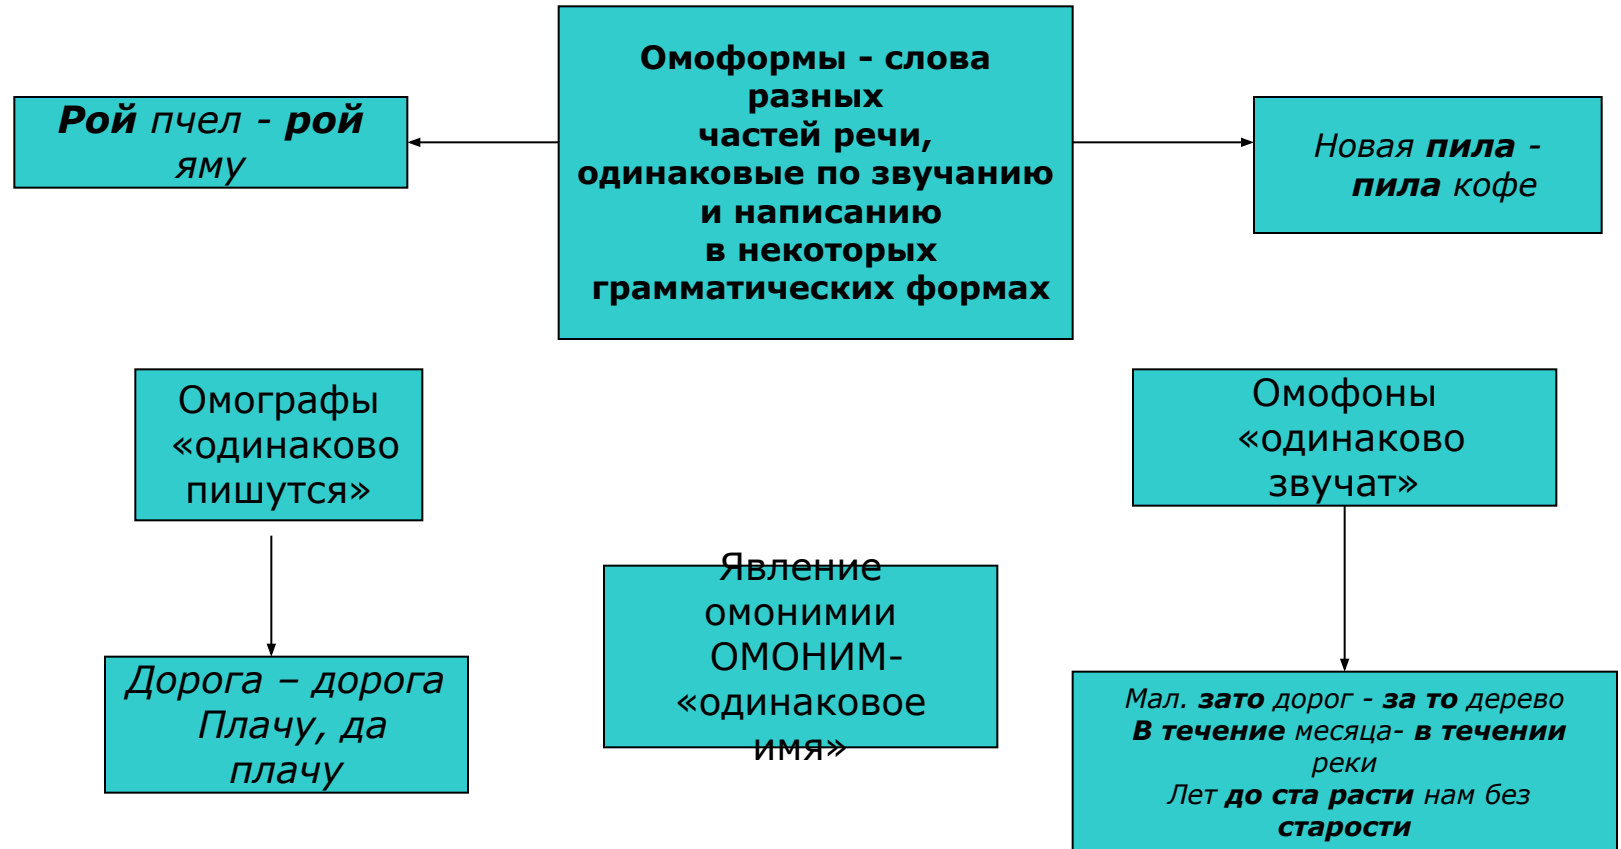 Омоформы - слова
разных
частей речи,
одинаковые по звучанию
и написанию
в некоторых
грамматических формах
Рой пчел - рой
яму
Новая пила -
пила кофе
Омографы
«одинаково
пишутся»
Омофоны
«одинаково
звучат»
Явление
омонимии
ОМОНИМ-
«одинаковое
имя»
Дорога – дорога
Плачу, да
плачу
Мал. зато дорог - за то дерево
В течение месяца- в течении
реки
Лет до ста расти нам без
старости